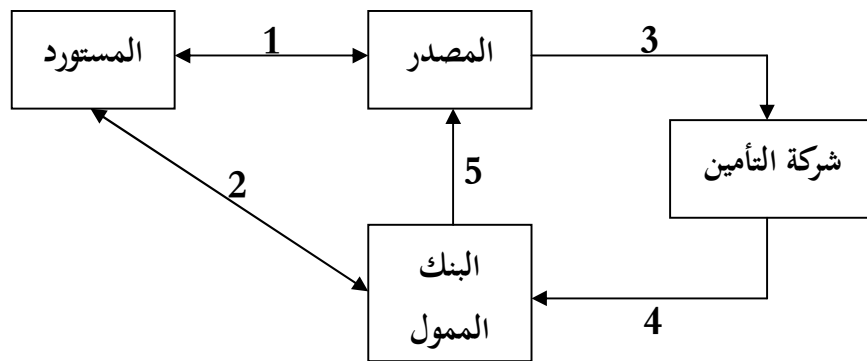 المستورد
1
المصدر
3
شركة التأمين
2
5
البنك
الممول
4